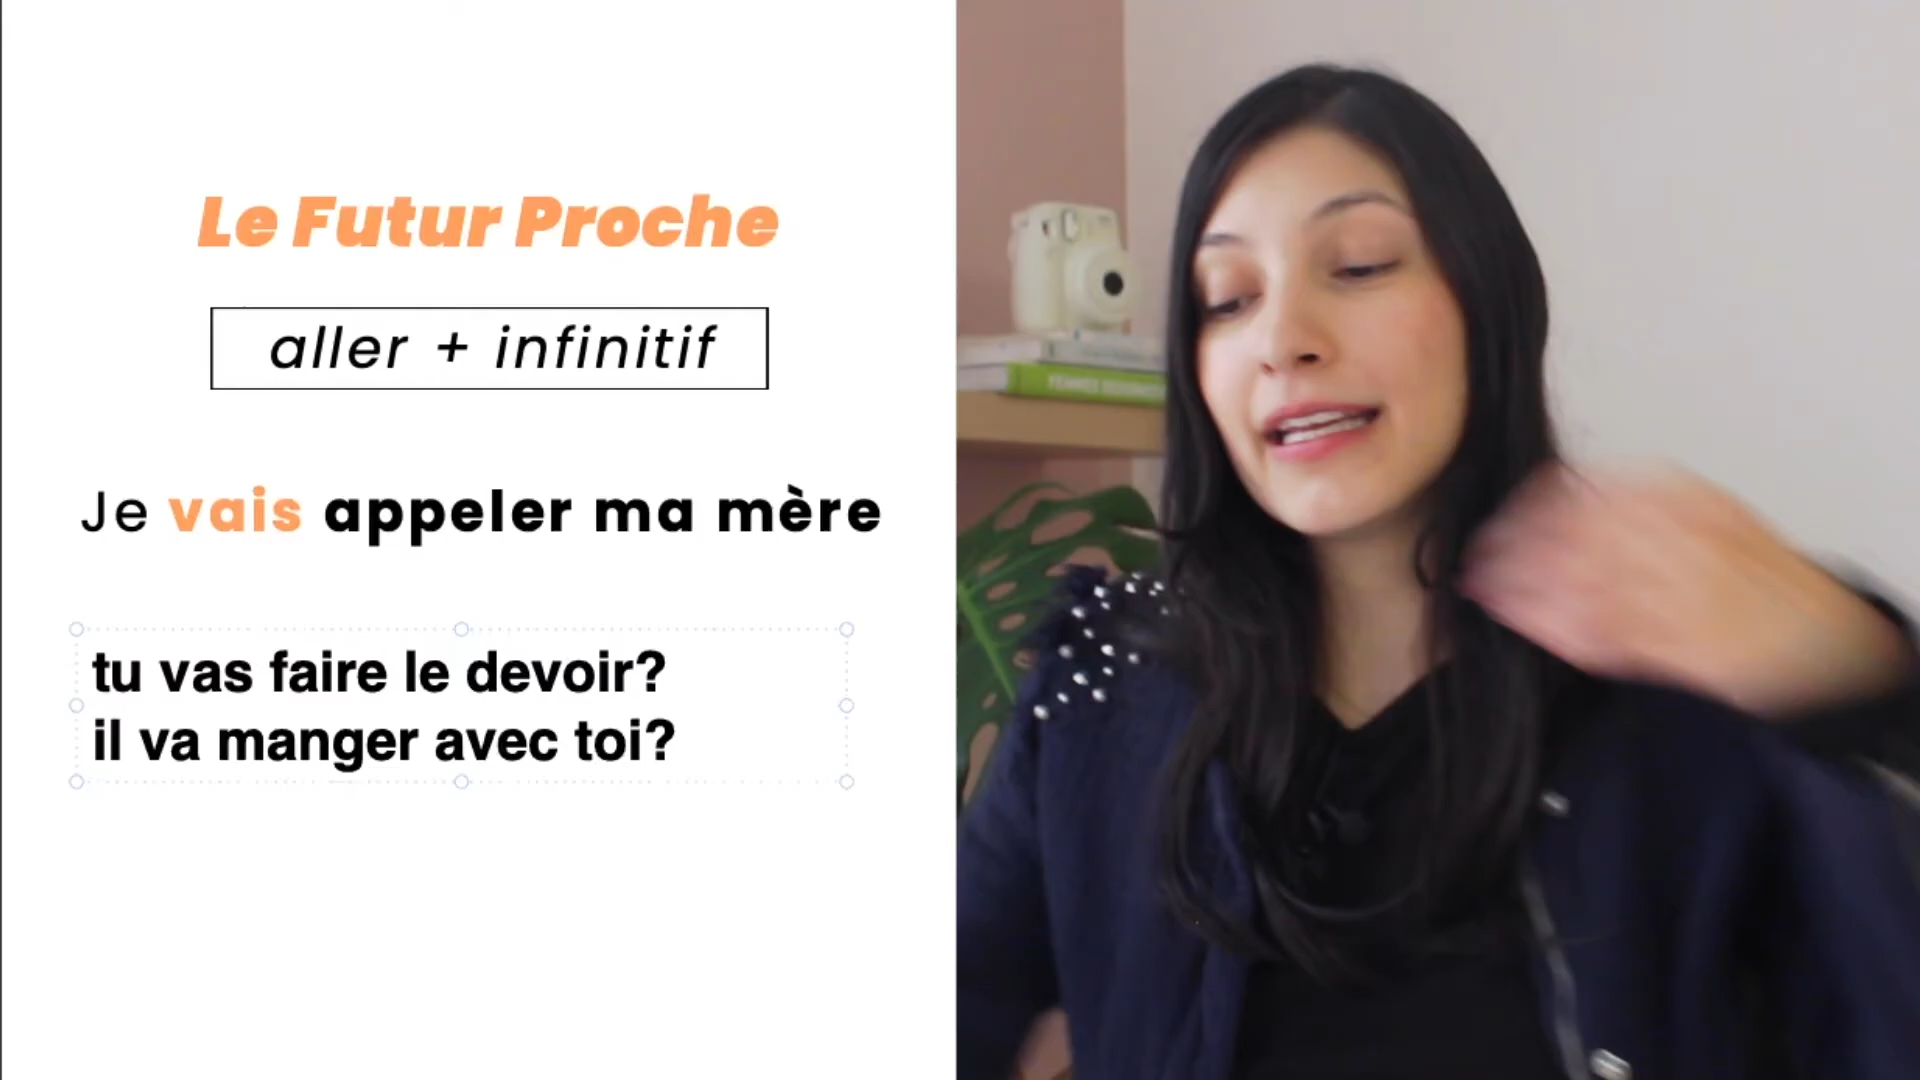 Le Futur Proche
aller + infinitif
Je vais appeler ma mère
tu vas faire le devoir?
il va manger avec toi?